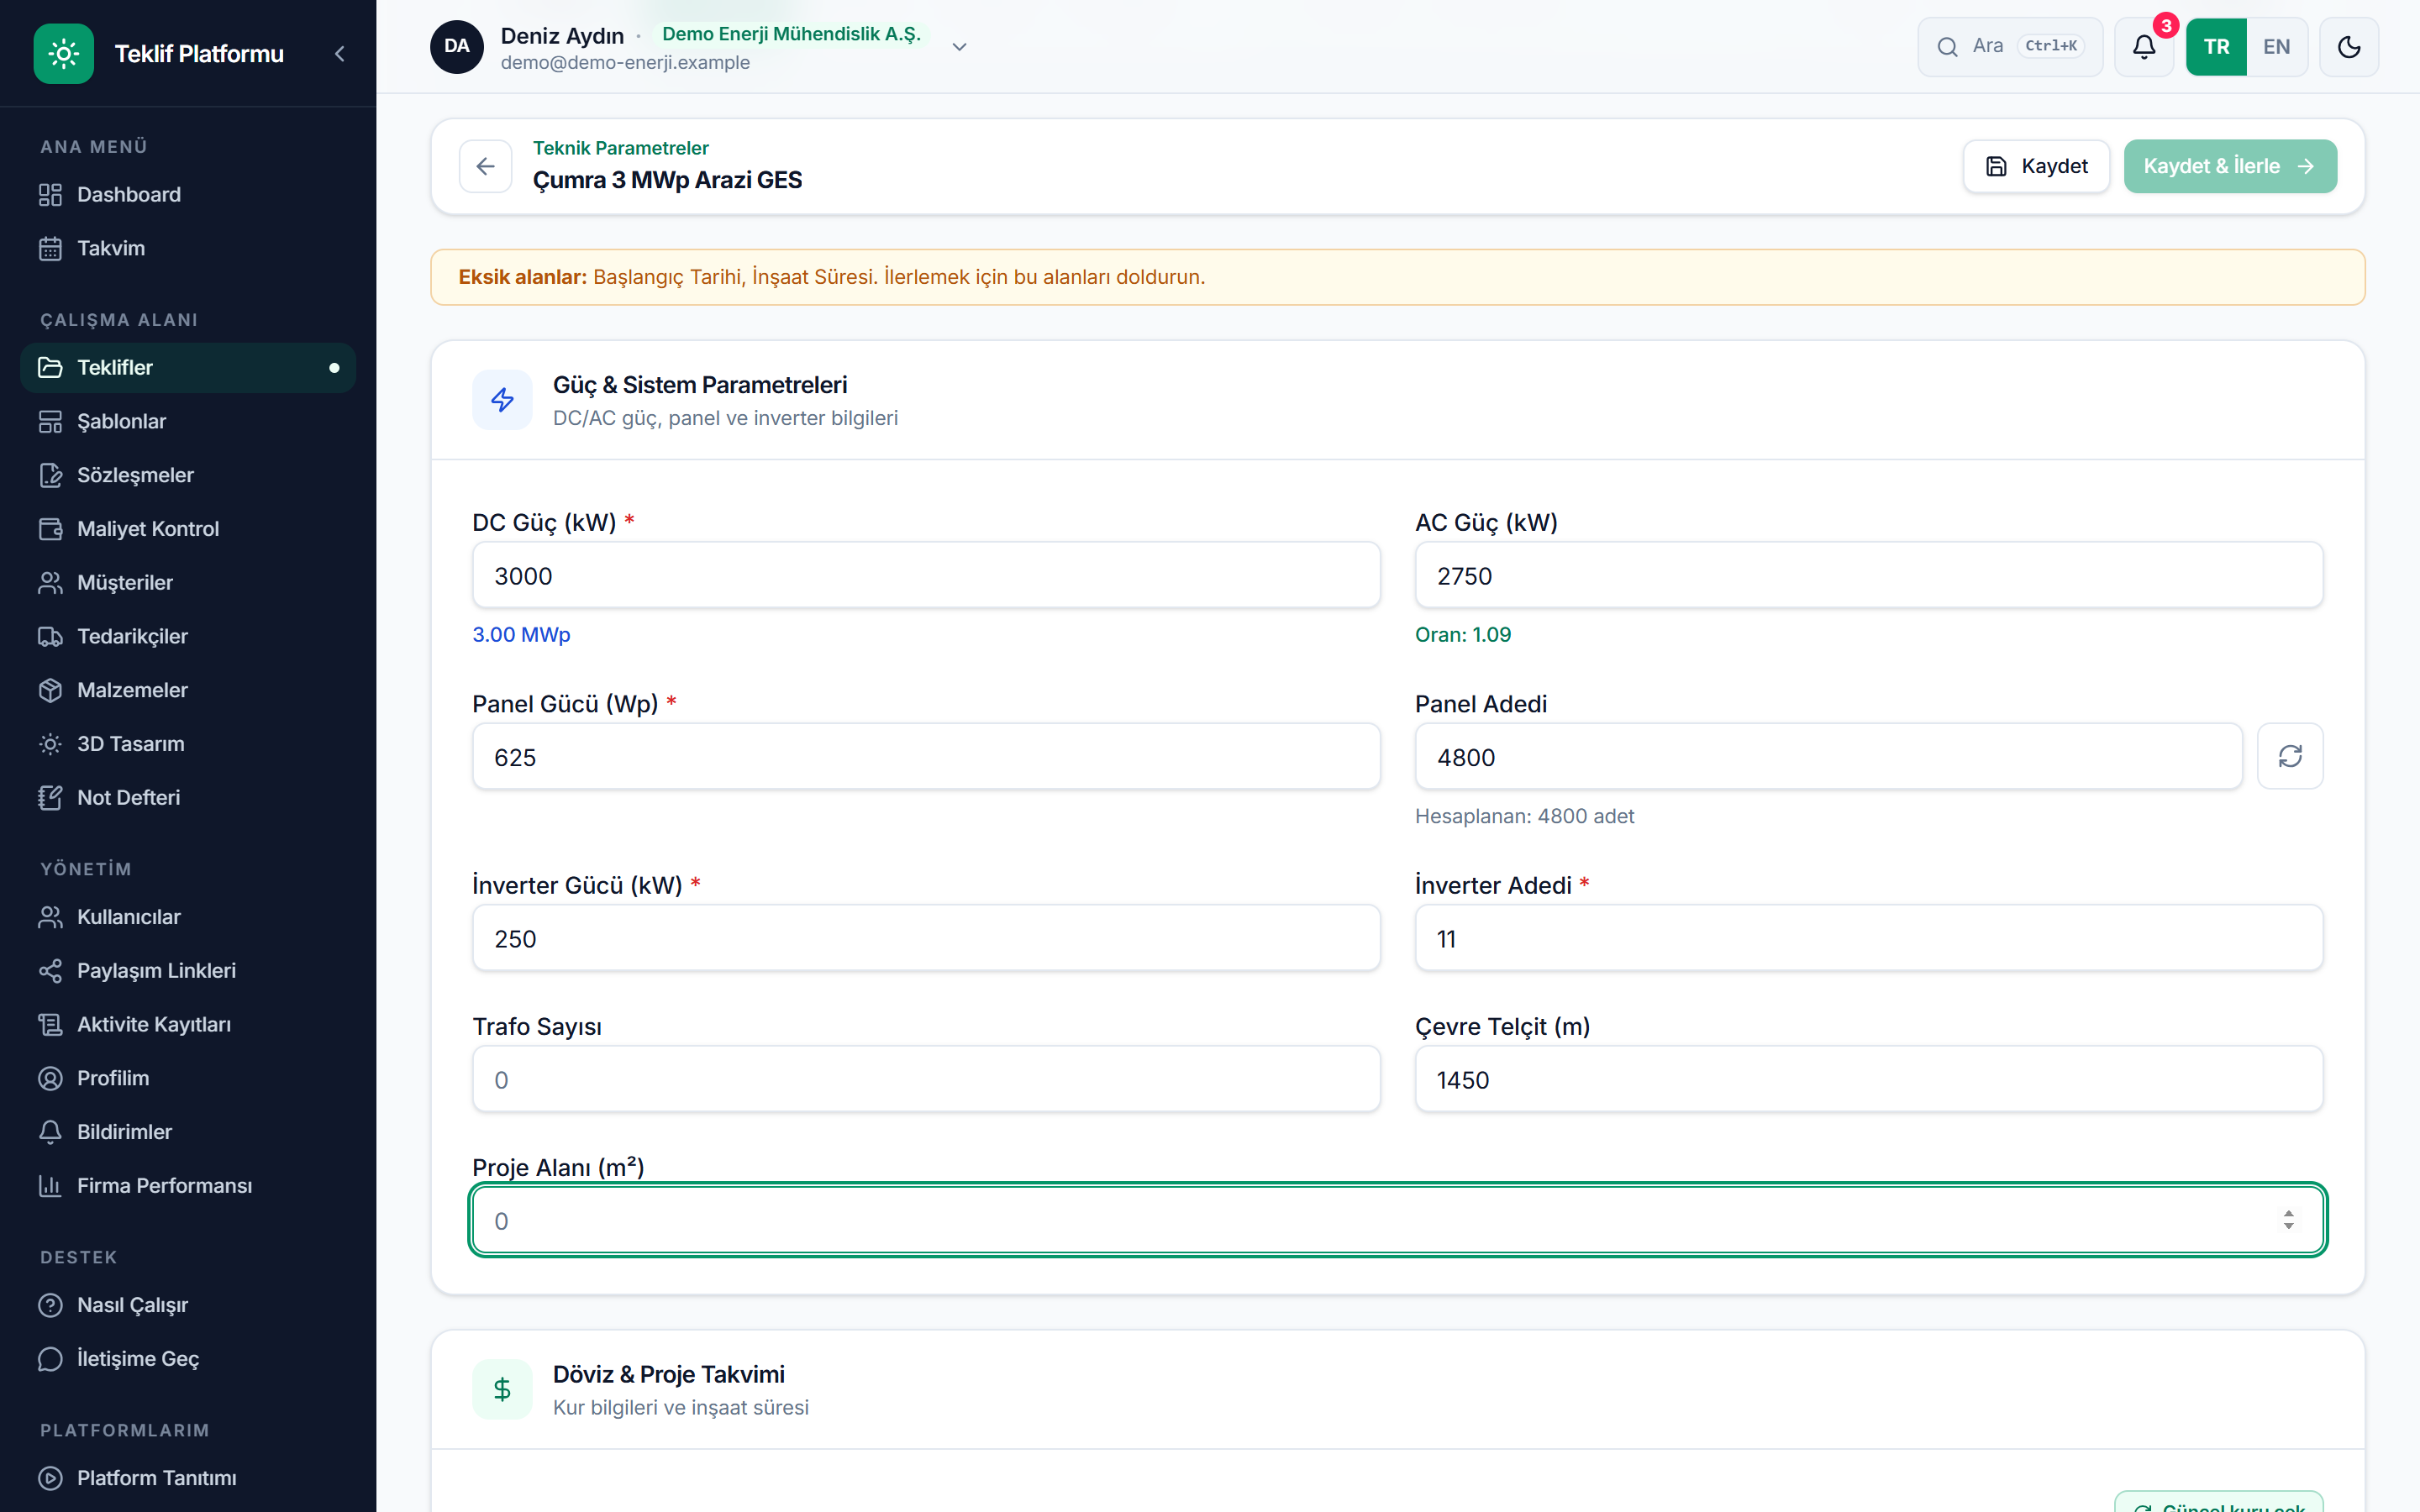 Teklif Platformu
ANA MENÜ
Dashboard
Takvim
ÇALIŞMA ALANI
Teklifler
Şablonlar
Sözleşmeler
Maliyet Kontrol
Müşteriler
Tedarikçiler
Malzemeler
3D Tasarım
Not Defteri
YÖNETİM
Kullanıcılar
Paylaşım Linkleri
Aktivite Kayıtları
Profilim
Bildirimler
Firma Performansı
DESTEK
Nasıl Çalışır
İletişime Geç
PLATFORMLARIM
Platform Tanıtımı
DA
Deniz Aydın · Demo Enerji Mühendislik A.Ş.
demo@demo-enerji.example
Ara Ctrl+K
3
TR EN
Teknik Parametreler
Çumra 3 MWp Arazi GES
Kaydet
Kaydet & İlerle
Eksik alanlar: Başlangıç Tarihi, İnşaat Süresi. İlerlemek için bu alanları doldurun.
Güç & Sistem Parametreleri
DC/AC güç, panel ve inverter bilgileri
DC Güç (kW) *
3000
3.00 MWp
AC Güç (kW)
2750
Oran: 1.09
Panel Gücü (Wp) *
625
Panel Adedi
4800
Hesaplanan: 4800 adet
İnverter Gücü (kW) *
250
İnverter Adedi *
11
Trafo Sayısı
0
Çevre Telçit (m)
1450
Proje Alanı (m²)
0
Döviz & Proje Takvimi
Kur bilgileri ve inşaat süresi
Güncel kuru çek